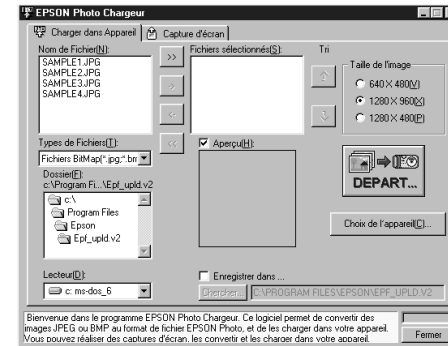 EPSON Photo Chargeur
Charger dans Appareil
Capture d'écran
Nom de Fichier(N):
SAMPLE1.JPG
SAMPLE2.JPG
SAMPLE3.JPG
SAMPLE4.JPG
>>
>
<
<<
Fichiers sélectionnés(S):
Tri
Taille de l'image
640 X 480(V)
1280 X 960(X)
1280 X 480(P)
Types de Fichiers(T):
Fichiers BitMap(*.jpg;*.bm
Dossier(F):
c:\Program Fi...\Epf_upld.v2
c:\
Program Files
Epson
Epf_upld.v2
Aperçu(H):
DEPART...
Choix de l'appareil(C)...
Lecteur(D):
c: ms-dos_6
Enregistrer dans ...
Chercher...
C:\PROGRAM FILES\EPSON\EPF_UPLD.V2
Bienvenue dans le programme EPSON Photo Chargeur. Ce logiciel permet de convertir des
images JPEG ou BMP au format de fichier EPSON Photo, et de les charger dans votre appareil.
Vous pouvez réaliser des captures d'écran, les convertir et les charger dans votre appareil.
Fermer